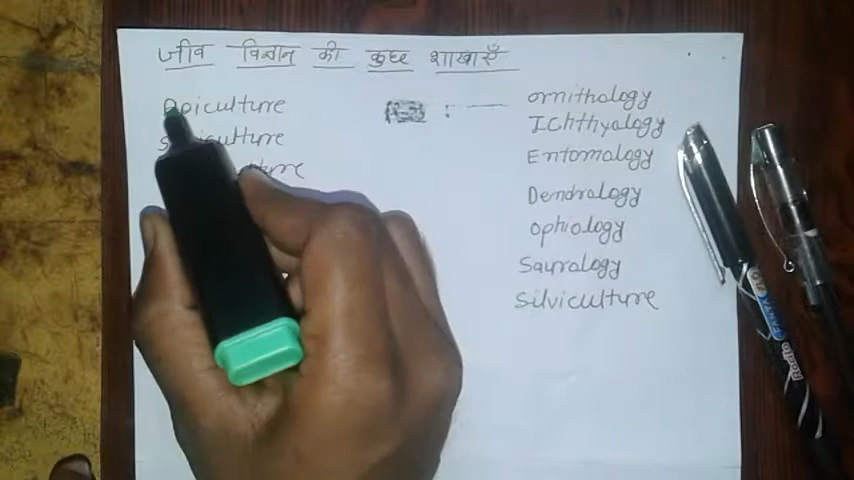 जीव विज्ञान की कुछ शाखाएँ
Apiculture
Ornithology
Ichthyology
Entomology
Dendrology
Ophiology
Saurology
Silviculture